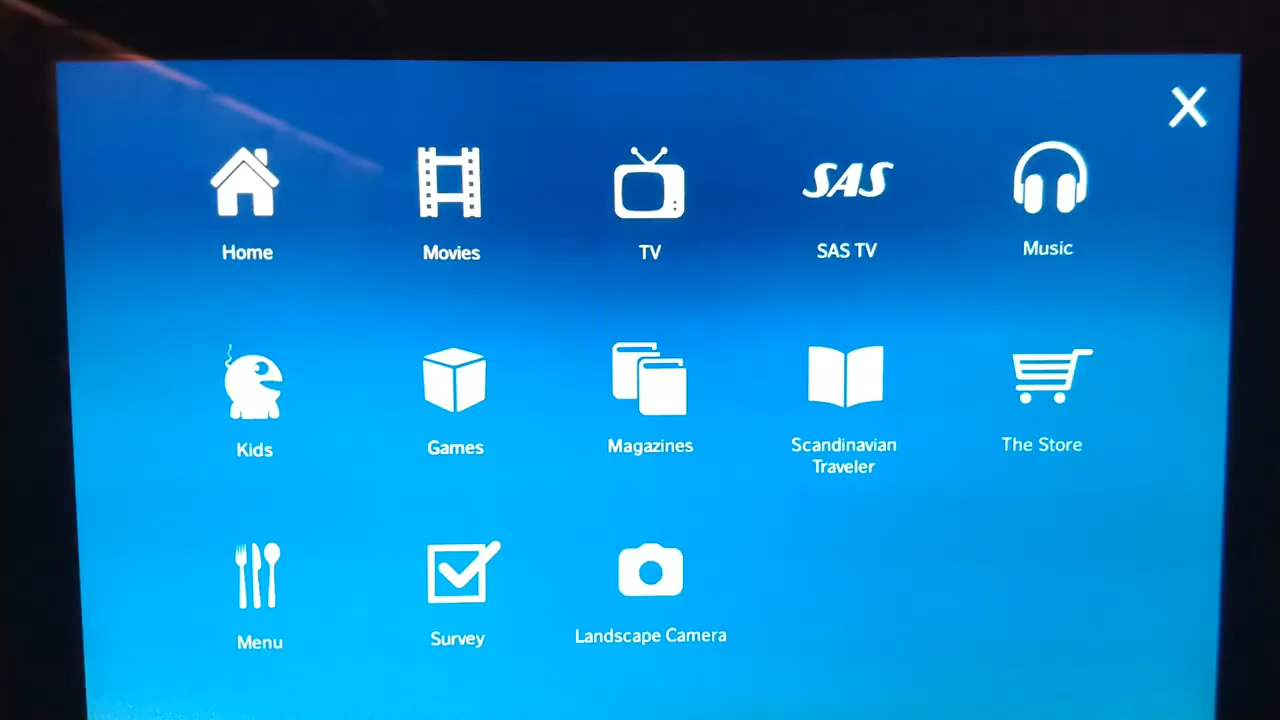 SAS
Home
Movies
TV
SAS TV
Music
Kids
Games
Magazines
Scandinavian
Traveler
The Store
Menu
Survey
Landscape Camera